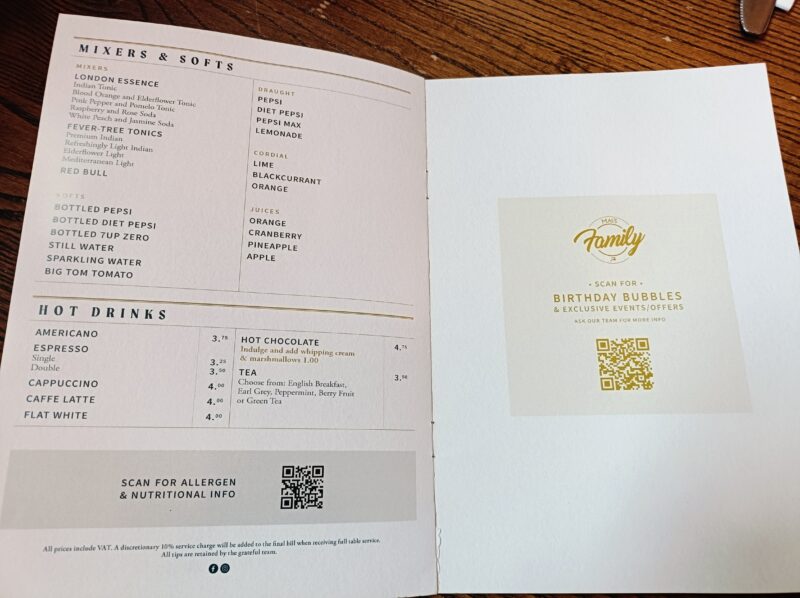 MIXERS & SOFTS
MIXERS
LONDON ESSENCE
Indian Tonic
Blood Orange and Elderflower Tonic
Pink Pepper and Pomelo Tonic
Raspberry and Rose Soda
White Peach and Jasmine Soda
FEVER-TREE TONICS
Premium Indian
Refreshingly Light Indian
Elderflower Light
Mediterranean Light
RED BULL
SOFTS
BOTTLED PEPSI
BOTTLED DIET PEPSI
BOTTLED 7UP ZERO
STILL WATER
SPARKLING WATER
BIG TOM TOMATO
DRAUGHT
PEPSI
DIET PEPSI
PEPSI MAX
LEMONADE
CORDIAL
LIME
BLACKCURRANT
ORANGE
JUICES
ORANGE
CRANBERRY
PINEAPPLE
APPLE
HOT DRINKS
AMERICANO 3.75
ESPRESSO
Single 3.25
Double 3.50
CAPPUCCINO 4.00
CAFFE LATTE 4.00
FLAT WHITE 4.00
HOT CHOCOLATE 4.75
Indulge and add whipping cream
& marshmallows 1.00
TEA 3.50
Choose from: English Breakfast,
Earl Grey, Peppermint, Berry Fruit
or Green Tea
SCAN FOR ALLERGEN
& NUTRITIONAL INFO
All prices include VAT. A discretionary 10% service charge will be added to the final bill when receiving full table service.
All tips are retained by the grateful team.
Family
• SCAN FOR •
BIRTHDAY BUBBLES
& EXCLUSIVE EVENTS/OFFERS
ASK OUR TEAM FOR MORE INFO